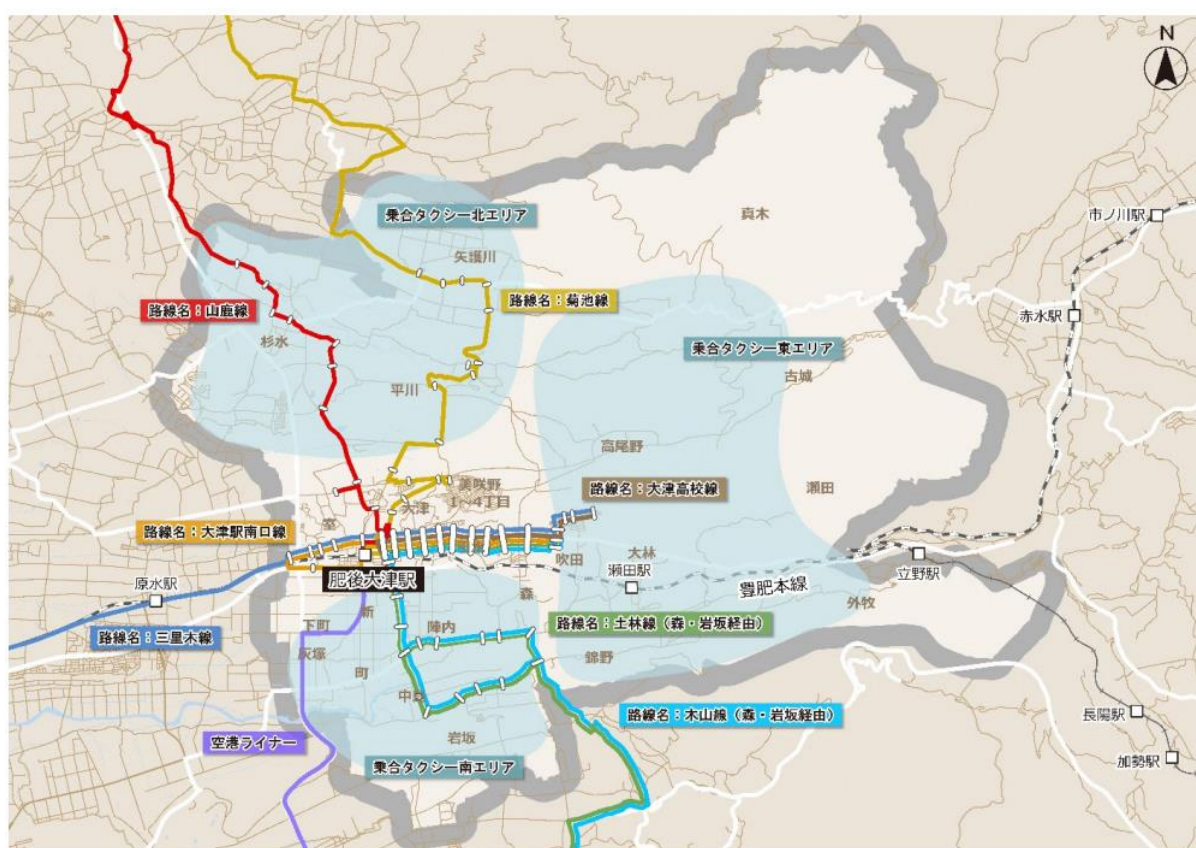 N
乗合タクシー北エリア
真木
市ノ川駅
矢護川
路線名:山鹿線
路線名:菊池線
赤水駅
杉水
乗合タクシー東エリア
古城
平川
高尾野
美咲野
1~4丁目
瀬田
路線名:大津高校線
大津
室
路線名:大津駅南口線
吹田
大林
肥後大津駅
瀬田駅
豊肥本線
立野駅
原水駅
森
外牧
新
下町
陣内
路線名:土林線(森・岩坂経由)
路線名:三里木線
灰塚
町
錦野
中島
路線名:木山線(森・岩坂経由)
長陽駅
空港ライナー
岩坂
加勢駅
乗合タクシー南エリア